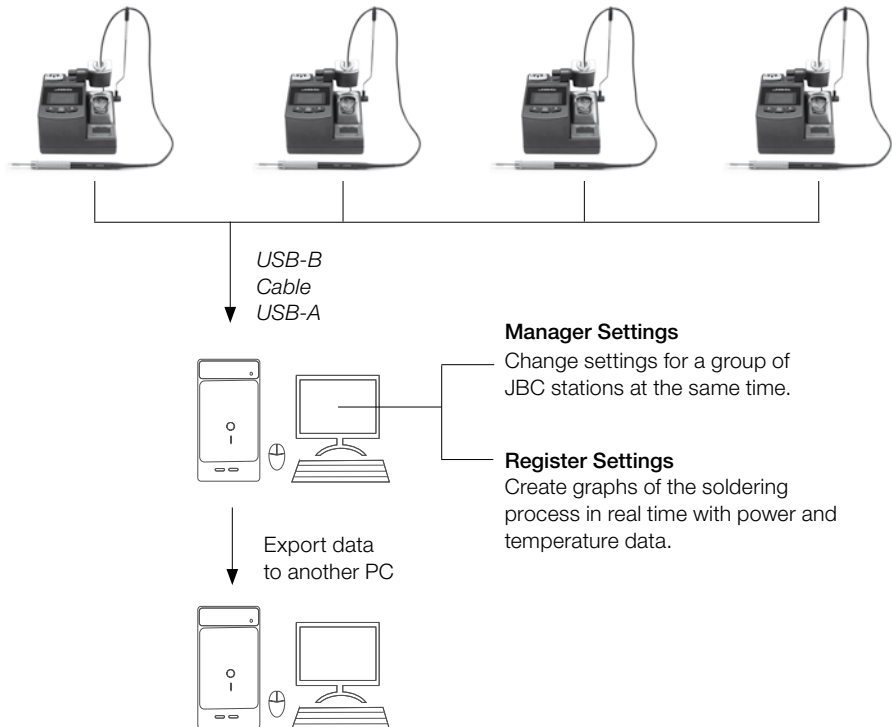 USB-B
Cable
USB-A
Manager Settings
Change settings for a group of
JBC stations at the same time.
Register Settings
Create graphs of the soldering
process in real time with power and
temperature data.
Export data
to another PC